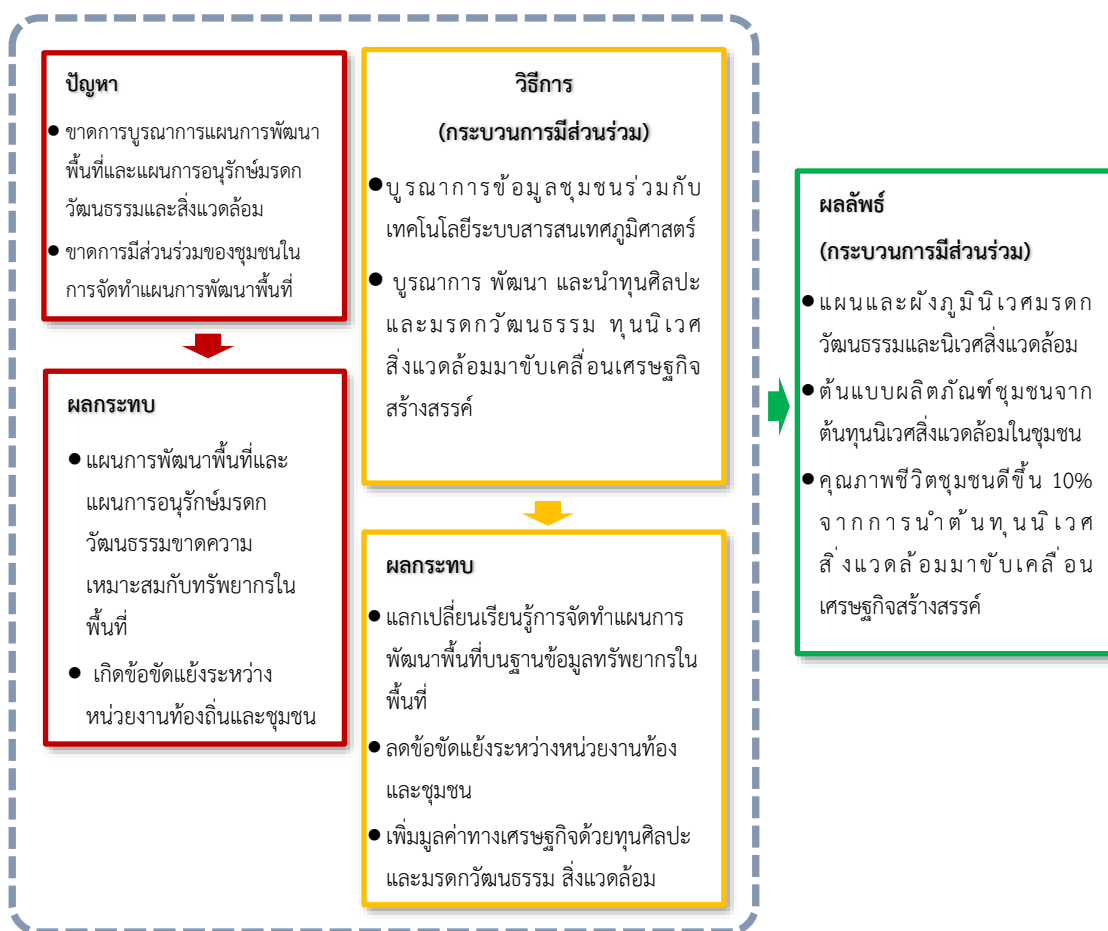 ปัญหา
ขาดการบูรณาการแผนการพัฒนา
พื้นที่และแผนการอนุรักษ์มรดก
วัฒนธรรมและสิ่งแวดล้อม
ขาดการมีส่วนร่วมของชุมชนใน
การจัดทำแผนการพัฒนาพื้นที่
ผลกระทบ
แผนการพัฒนาพื้นที่และ
แผนการอนุรักษ์มรดก
วัฒนธรรมขาดความ
เหมาะสมกับทรัพยากรใน
พื้นที่
เกิดข้อขัดแย้งระหว่าง
หน่วยงานท้องถิ่นและชุมชน
วิธีการ
(กระบวนการมีส่วนร่วม)
บูรณาการข้อมูลชุมชนร่วมกับ
เทคโนโลยีระบบสารสนเทศภูมิศาสตร์
บูรณาการ พัฒนา และนำทุนศิลปะ
และมรดกวัฒนธรรม ทุนนิเวศ
สิ่งแวดล้อมมาขับเคลื่อนเศรษฐกิจ
สร้างสรรค์
ผลกระทบ
แลกเปลี่ยนเรียนรู้การจัดทำแผนการ
พัฒนาพื้นที่บนฐานข้อมูลทรัพยากรใน
พื้นที่
ลดข้อขัดแย้งระหว่างหน่วยงานท้อง
และชุมชน
เพิ่มมูลค่าทางเศรษฐกิจด้วยทุนศิลปะ
และมรดกวัฒนธรรม สิ่งแวดล้อม
ผลลัพธ์
(กระบวนการมีส่วนร่วม)
แผนและผังภูมินิเวศมรดก
วัฒนธรรมและนิเวศสิ่งแวดล้อม
ต้นแบบผลิตภัณฑ์ชุมชนจาก
ต้นทุนนิเวศสิ่งแวดล้อมในชุมชน
คุณภาพชีวิตชุมชนดีขึ้น 10%
จากการนำต้นทุนนิเวศ
สิ่งแวดล้อมมาขับเคลื่อน
เศรษฐกิจสร้างสรรค์